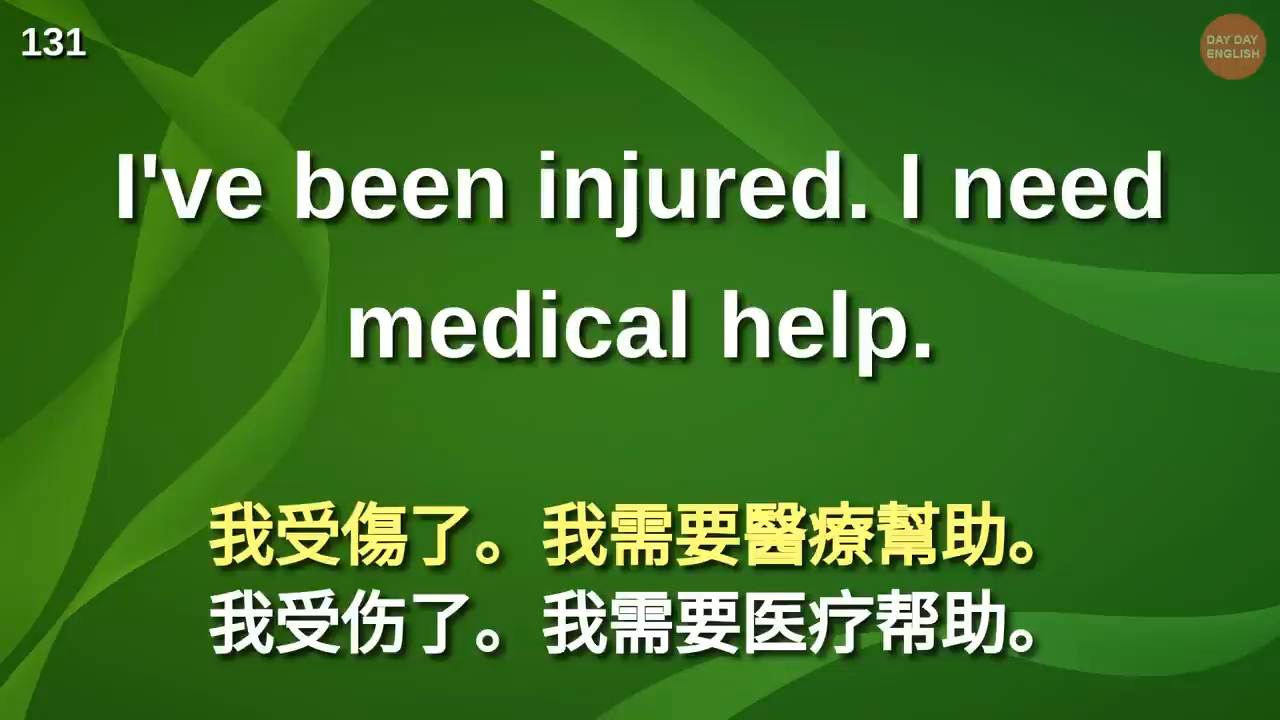 131
DAY DAY
ENGLISH
I've been injured. I need
medical help.
我受傷了。我需要醫療幫助。
我受伤了。我需要医疗帮助。